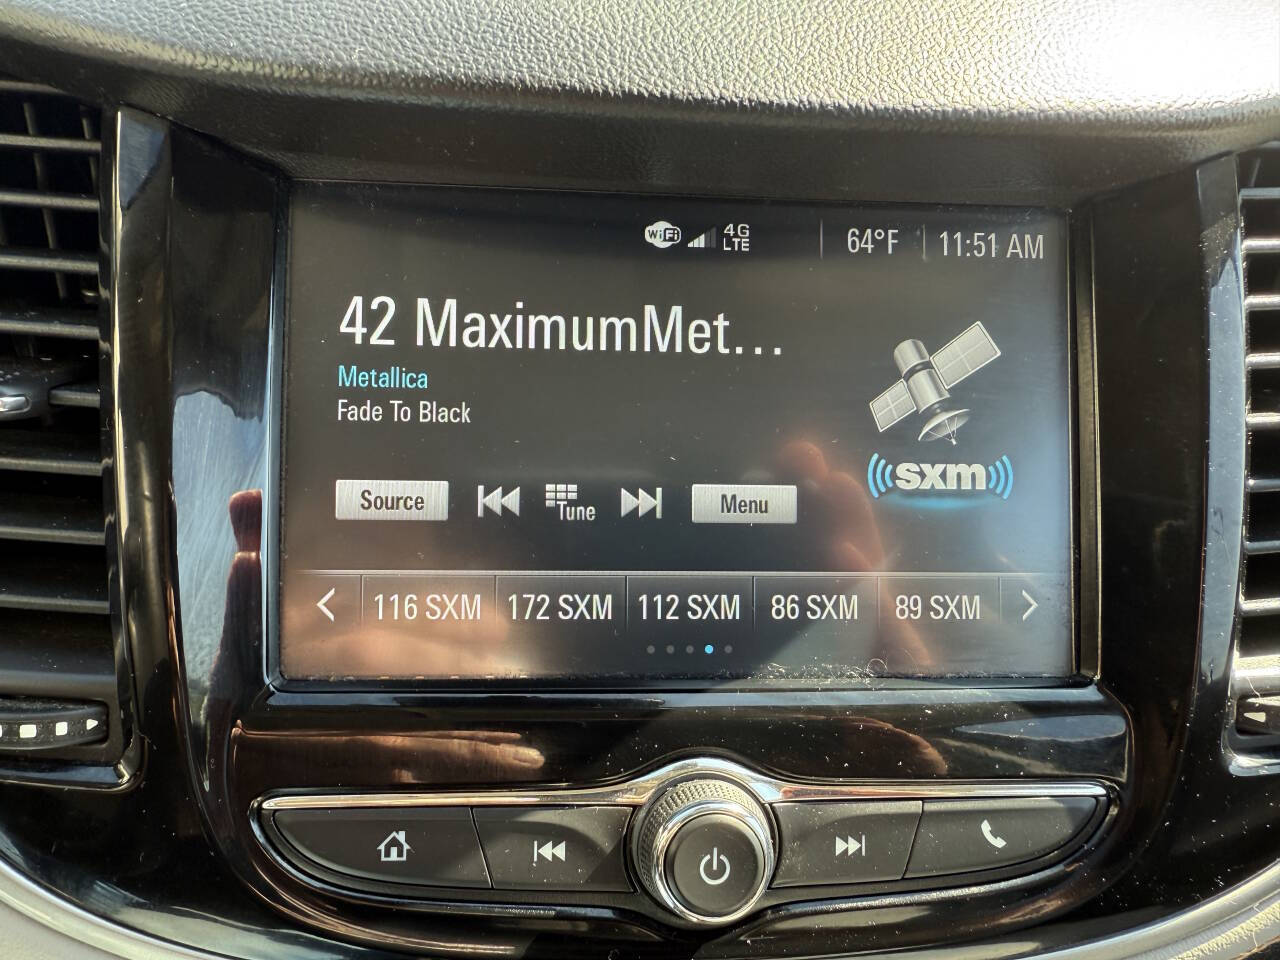 WiFi 4G LTE 64°F 11:51 AM
42 MaximumMet...
Metallica
Fade To Black
Source Tune Menu
sxm
116 SXM 172 SXM 112 SXM 86 SXM 89 SXM